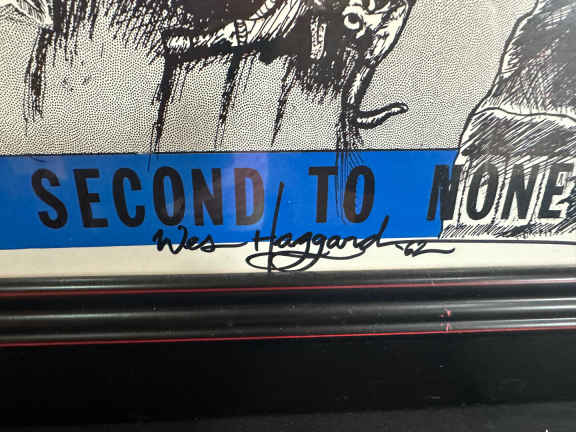 SECOND TO NONE
Wes Haggard -62